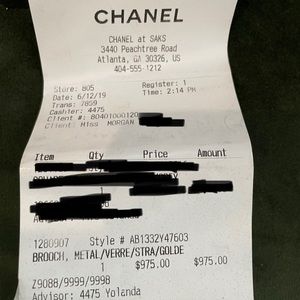 CHANEL
CHANEL at SAKS
3440 Peachtree Road
Atlanta, GA 30326, US
404-555-1212
Store: 805 Register: 1
Date: 6/12/19 Time: 2:14 PM
Trans: 7859
Cashier: 4475
Client #: 80401000120
Client: Miss MORGAN
Item Qty Price Amount
1280907 Style # AB1332Y47603
BROOCH, METAL/VERRE/STRA/GOLDE
1 $975.00 $975.00
Z9088/9999/9998
Advisor: 4475 Yolanda